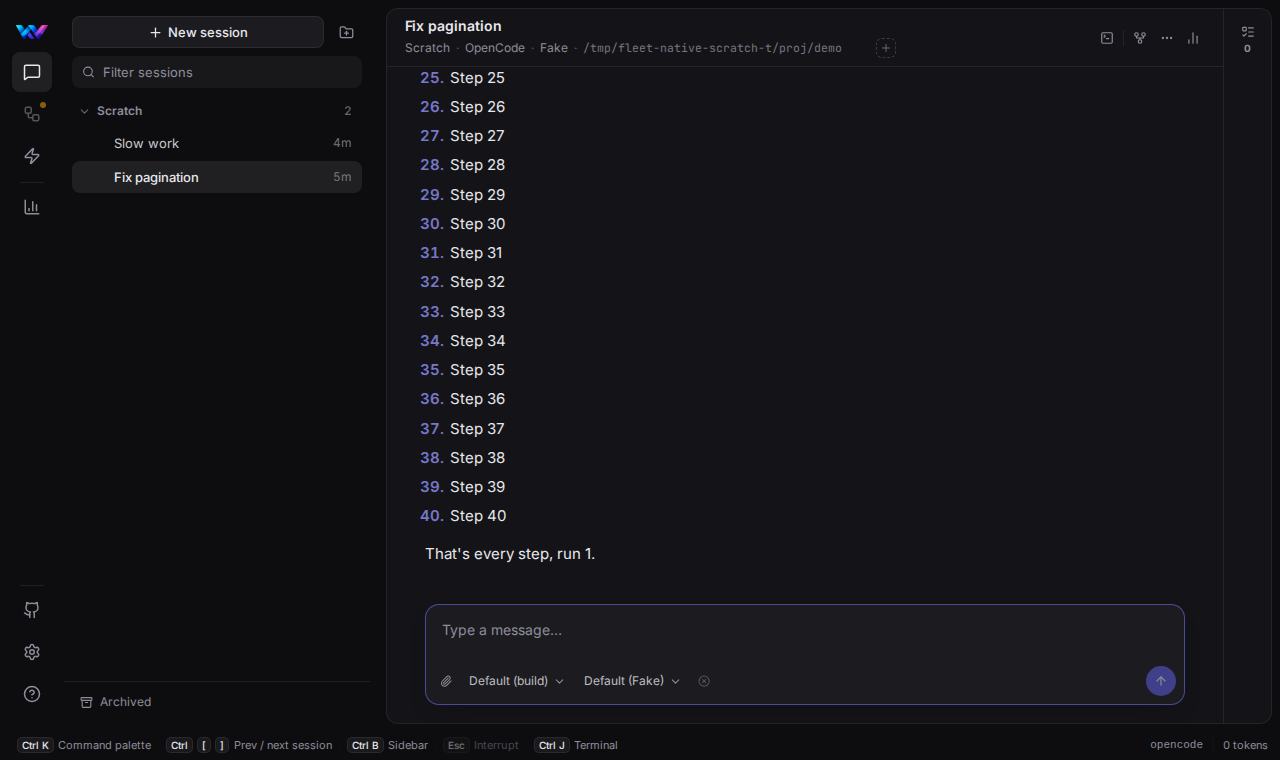 New session
Filter sessions
Scratch 2
Slow work 4m
Fix pagination 5m
Archived
Fix pagination
Scratch · OpenCode · Fake · /tmp/fleet-native-scratch-t/proj/demo
0
25. Step 25
26. Step 26
27. Step 27
28. Step 28
29. Step 29
30. Step 30
31. Step 31
32. Step 32
33. Step 33
34. Step 34
35. Step 35
36. Step 36
37. Step 37
38. Step 38
39. Step 39
40. Step 40
That's every step, run 1.
Type a message...
Default (build) Default (Fake)
Ctrl K Command palette Ctrl [ ] Prev / next session Ctrl B Sidebar Esc Interrupt Ctrl J Terminal opencode 0 tokens